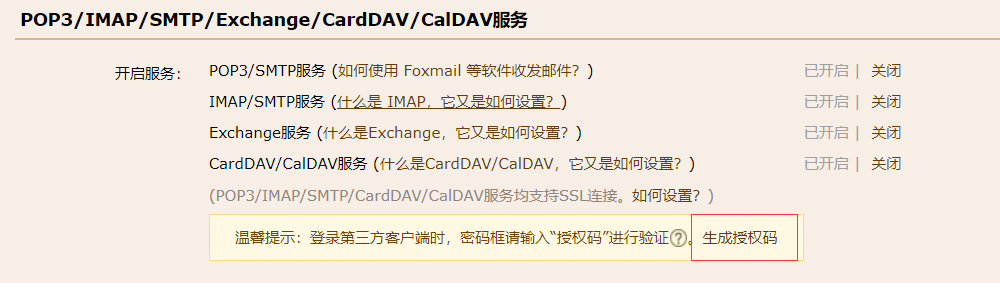 POP3/IMAP/SMTP/Exchange/CardDAV/CalDAV服务
开启服务： POP3/SMTP服务 (如何使用 Foxmail 等软件收发邮件？) 已开启 | 关闭
IMAP/SMTP服务 (什么是 IMAP，它又是如何设置？) 已开启 | 关闭
Exchange服务 (什么是Exchange，它又是如何设置？) 已开启 | 关闭
CardDAV/CalDAV服务 (什么是CardDAV/CalDAV，它又是如何设置？) 已开启 | 关闭
(POP3/IMAP/SMTP/CardDAV/CalDAV服务均支持SSL连接。如何设置？)
温馨提示：登录第三方客户端时，密码框请输入“授权码”进行验证?。生成授权码